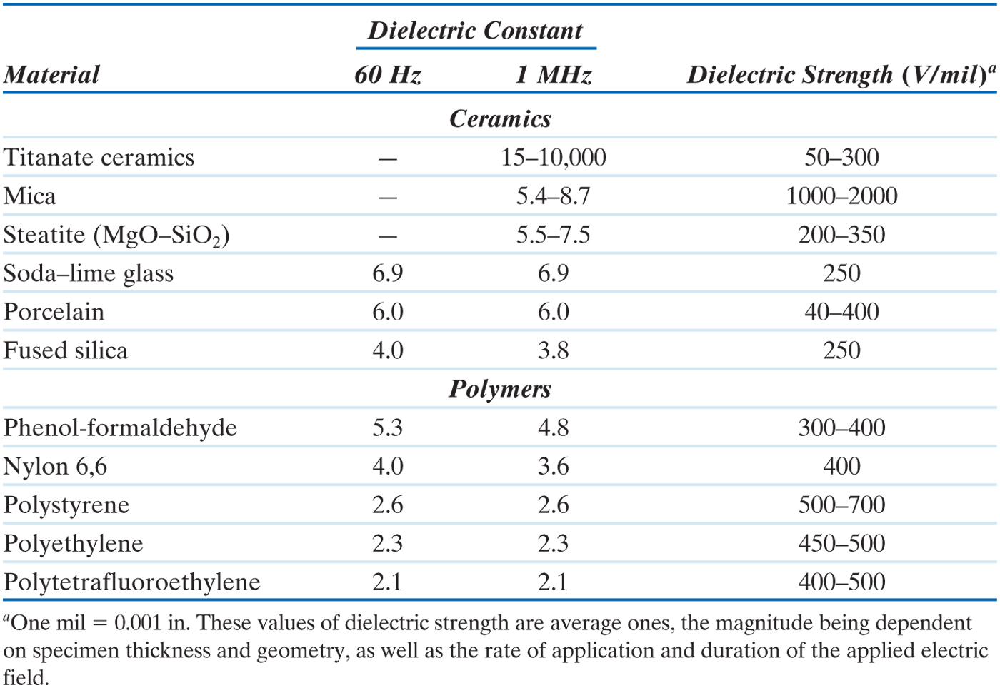 Dielectric Constant
Material 60 Hz 1 MHz Dielectric Strength (V/mil)ᵃ
Ceramics
Titanate ceramics — 15–10,000 50–300
Mica — 5.4–8.7 1000–2000
Steatite (MgO–SiO₂) — 5.5–7.5 200–350
Soda–lime glass 6.9 6.9 250
Porcelain 6.0 6.0 40–400
Fused silica 4.0 3.8 250
Polymers
Phenol-formaldehyde 5.3 4.8 300–400
Nylon 6,6 4.0 3.6 400
Polystyrene 2.6 2.6 500–700
Polyethylene 2.3 2.3 450–500
Polytetrafluoroethylene 2.1 2.1 400–500
ᵃOne mil = 0.001 in. These values of dielectric strength are average ones, the magnitude being dependent
on specimen thickness and geometry, as well as the rate of application and duration of the applied electric
field.